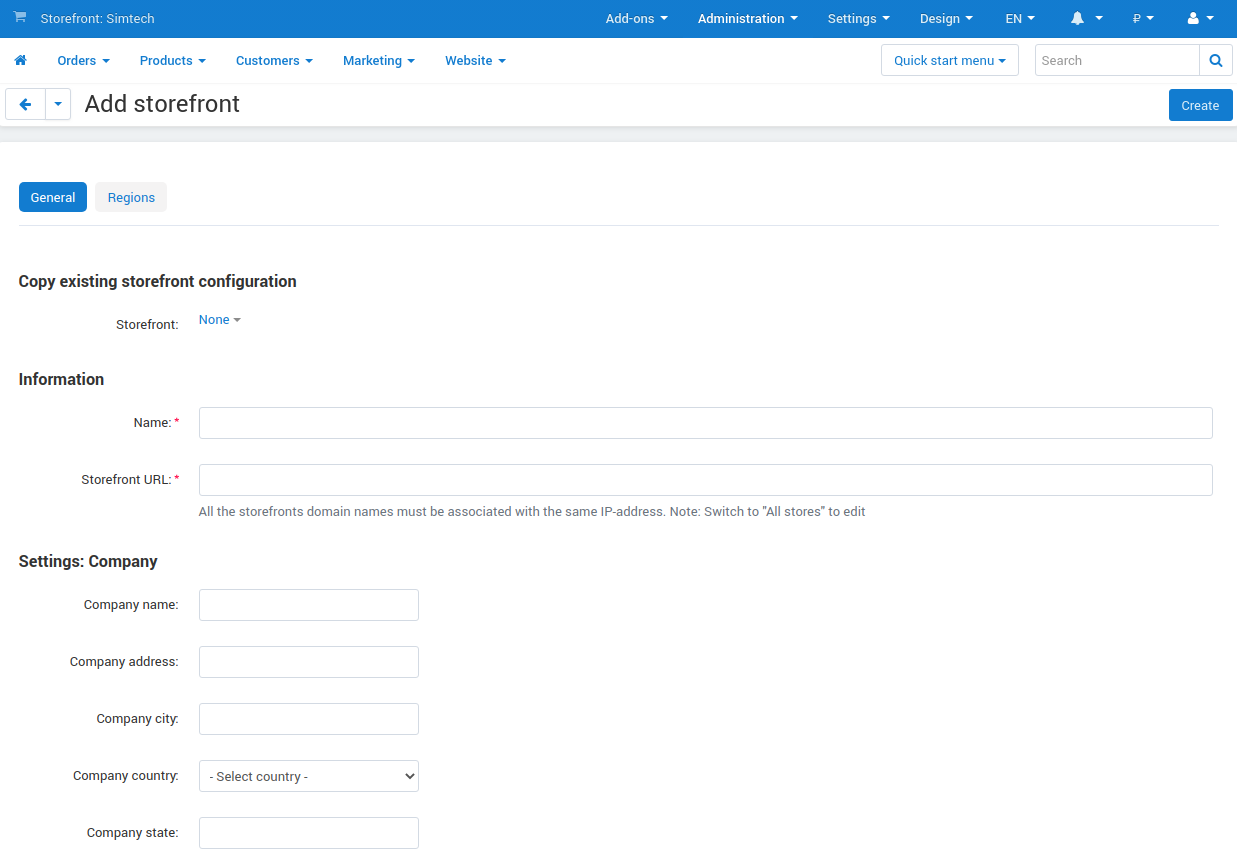 Storefront: Simtech Add-ons Administration Settings Design EN ₽
Orders Products Customers Marketing Website Quick start menu Search
Add storefront Create
General Regions
Copy existing storefront configuration
Storefront: None
Information
Name: *
Storefront URL: *
All the storefronts domain names must be associated with the same IP-address. Note: Switch to "All stores" to edit
Settings: Company
Company name:
Company address:
Company city:
Company country: - Select country -
Company state: